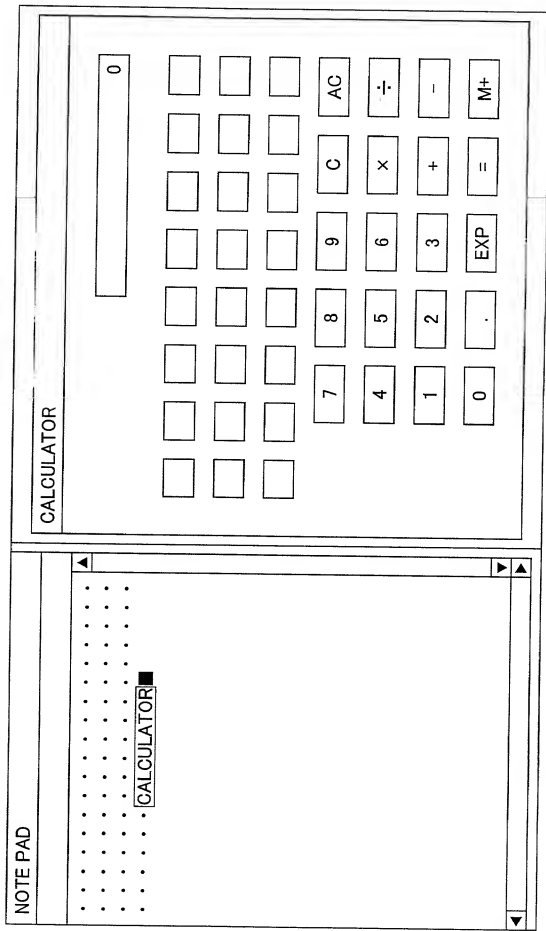 NOTE PAD
CALCULATOR
CALCULATOR
0
AC
C
9
8
7
÷
×
6
5
4
−
+
3
2
1
M+
=
EXP
.
0